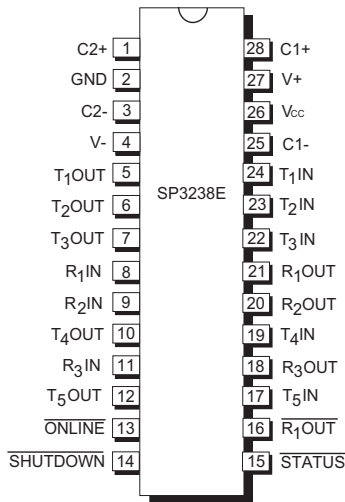 C2+ 1 28 C1+
GND 2 27 V+
C2- 3 26 Vcc
V- 4 25 C1-
T1OUT 5 24 T1IN
SP3238E
T2OUT 6 23 T2IN
T3OUT 7 22 T3IN
R1IN 8 21 R1OUT
R2IN 9 20 R2OUT
T4OUT 10 19 T4IN
R3IN 11 18 R3OUT
T5OUT 12 17 T5IN
ONLINE 13 16 R1OUT
SHUTDOWN 14 15 STATUS